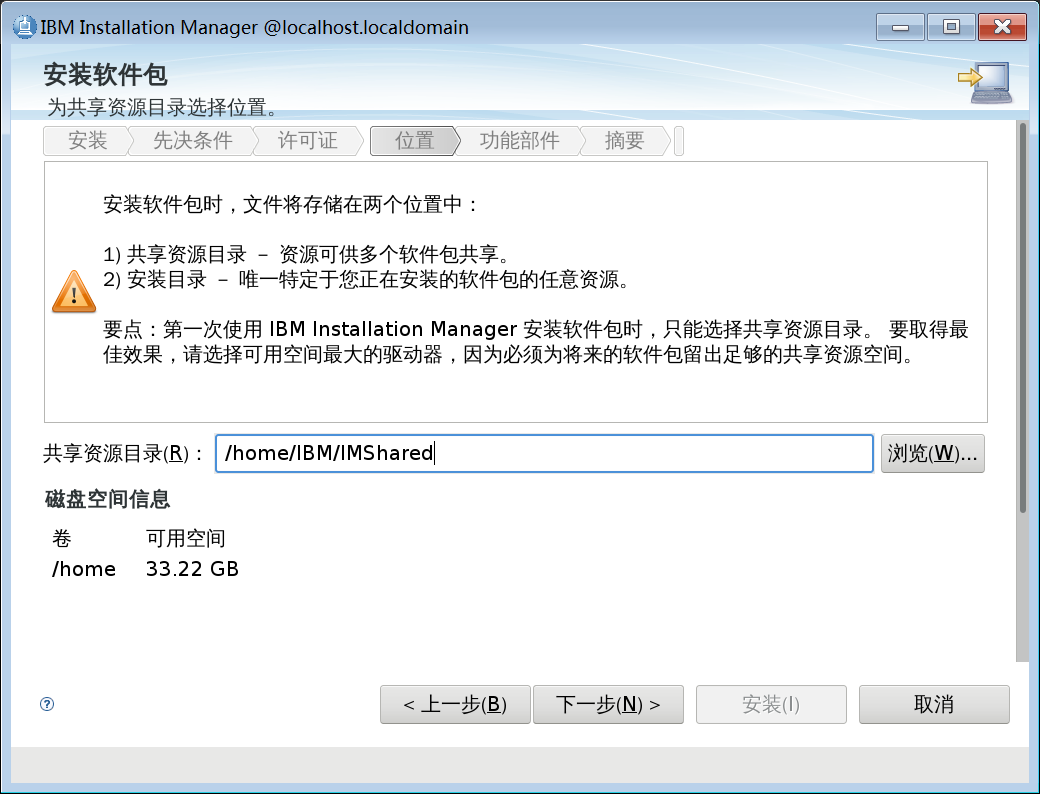 IBM Installation Manager @localhost.localdomain
安装软件包
为共享资源目录选择位置。
安装 先决条件 许可证 位置 功能部件 摘要
安装软件包时，文件将存储在两个位置中：
1) 共享资源目录 － 资源可供多个软件包共享。
2) 安装目录 － 唯一特定于您正在安装的软件包的任意资源。
要点：第一次使用 IBM Installation Manager 安装软件包时，只能选择共享资源目录。 要取得最
佳效果，请选择可用空间最大的驱动器，因为必须为将来的软件包留出足够的共享资源空间。
共享资源目录(R)： /home/IBM/IMShared 浏览(W)...
磁盘空间信息
卷 可用空间
/home 33.22 GB
? < 上一步(B) 下一步(N) > 安装(I) 取消